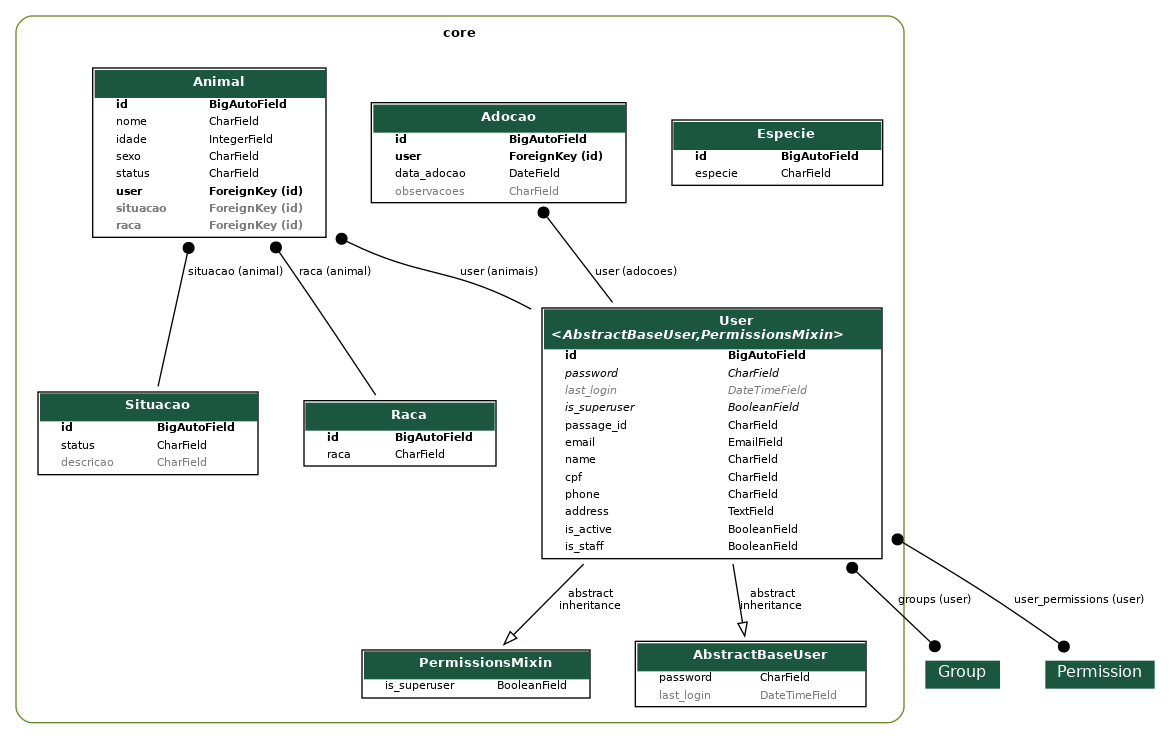 core
Animal
id BigAutoField
nome CharField
idade IntegerField
sexo CharField
status CharField
user ForeignKey (id)
situacao ForeignKey (id)
raca ForeignKey (id)
Adocao
id BigAutoField
user ForeignKey (id)
data_adocao DateField
observacoes CharField
Especie
id BigAutoField
especie CharField
situacao (animal)
raca (animal)
user (animais)
user (adocoes)
Situacao
id BigAutoField
status CharField
descricao CharField
Raca
id BigAutoField
raca CharField
User
<AbstractBaseUser,PermissionsMixin>
id BigAutoField
password CharField
last_login DateTimeField
is_superuser BooleanField
passage_id CharField
email EmailField
name CharField
cpf CharField
phone CharField
address TextField
is_active BooleanField
is_staff BooleanField
abstract
inheritance
abstract
inheritance
groups (user)
user_permissions (user)
PermissionsMixin
is_superuser BooleanField
AbstractBaseUser
password CharField
last_login DateTimeField
Group
Permission